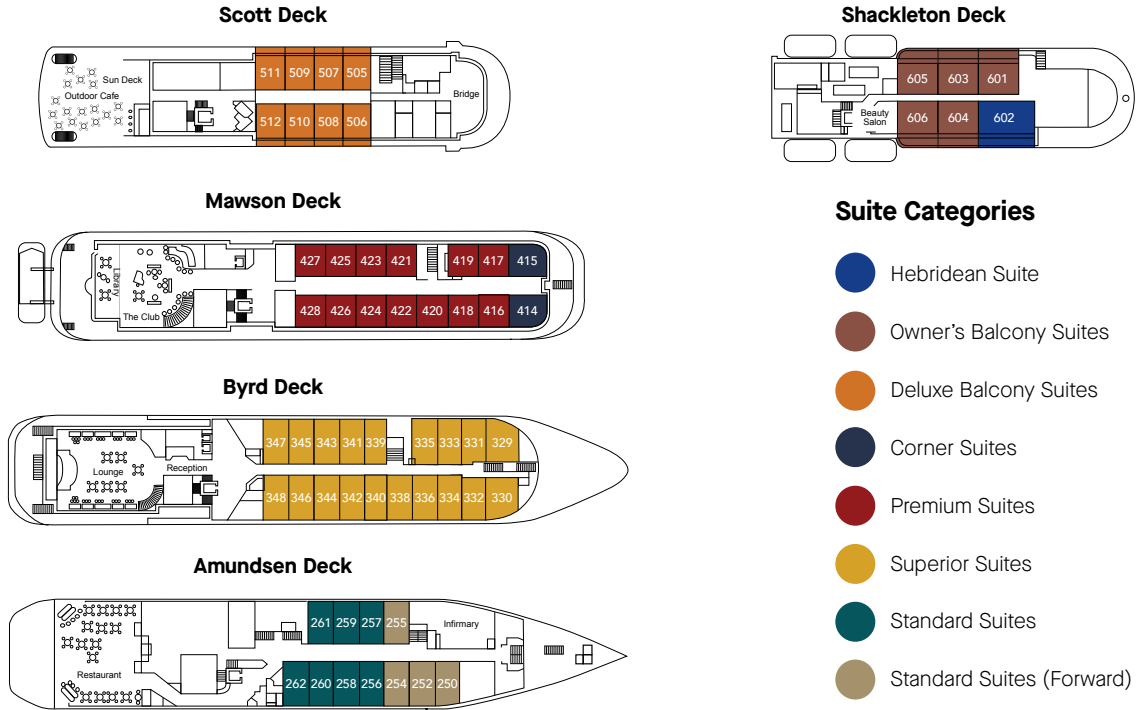 Scott Deck
511 509 507 505
Sun Deck
Outdoor Cafe
Bridge
512 510 508 506
Shackleton Deck
605 603 601
Beauty
Salon
606 604 602
Mawson Deck
427 425 423 421 419 417 415
Library
The Club
428 426 424 422 420 418 416 414
Byrd Deck
347 345 343 341 339 335 333 331 329
Lounge
Reception
348 346 344 342 340 338 336 334 332 330
Amundsen Deck
261 259 257 255
Infirmary
Restaurant
262 260 258 256 254 252 250
Suite Categories
Hebridean Suite
Owner's Balcony Suites
Deluxe Balcony Suites
Corner Suites
Premium Suites
Superior Suites
Standard Suites
Standard Suites (Forward)